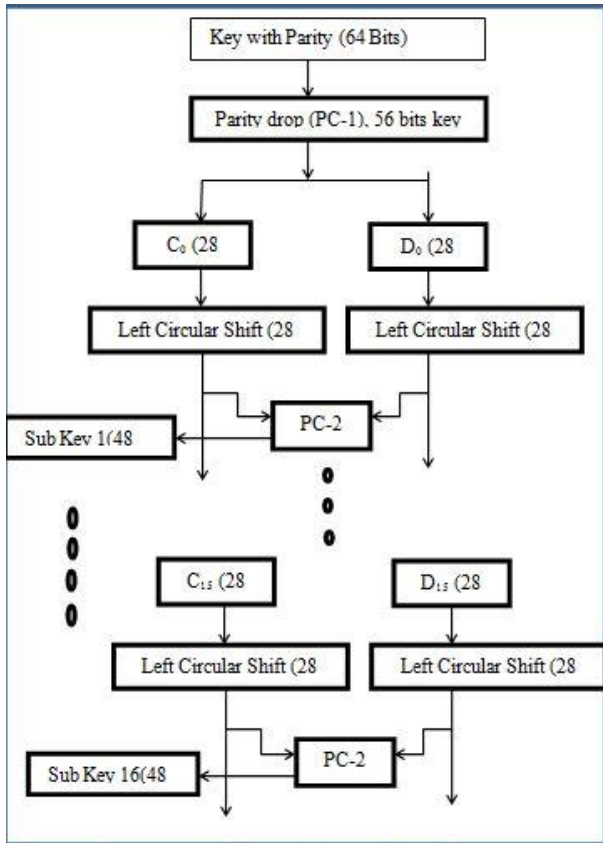 Key with Parity (64 Bits)
Parity drop (PC-1), 56 bits key
C₀ (28
D₀ (28
Left Circular Shift (28
Left Circular Shift (28
PC-2
Sub Key 1(48
C₁₅ (28
D₁₅ (28
Left Circular Shift (28
Left Circular Shift (28
PC-2
Sub Key 16(48